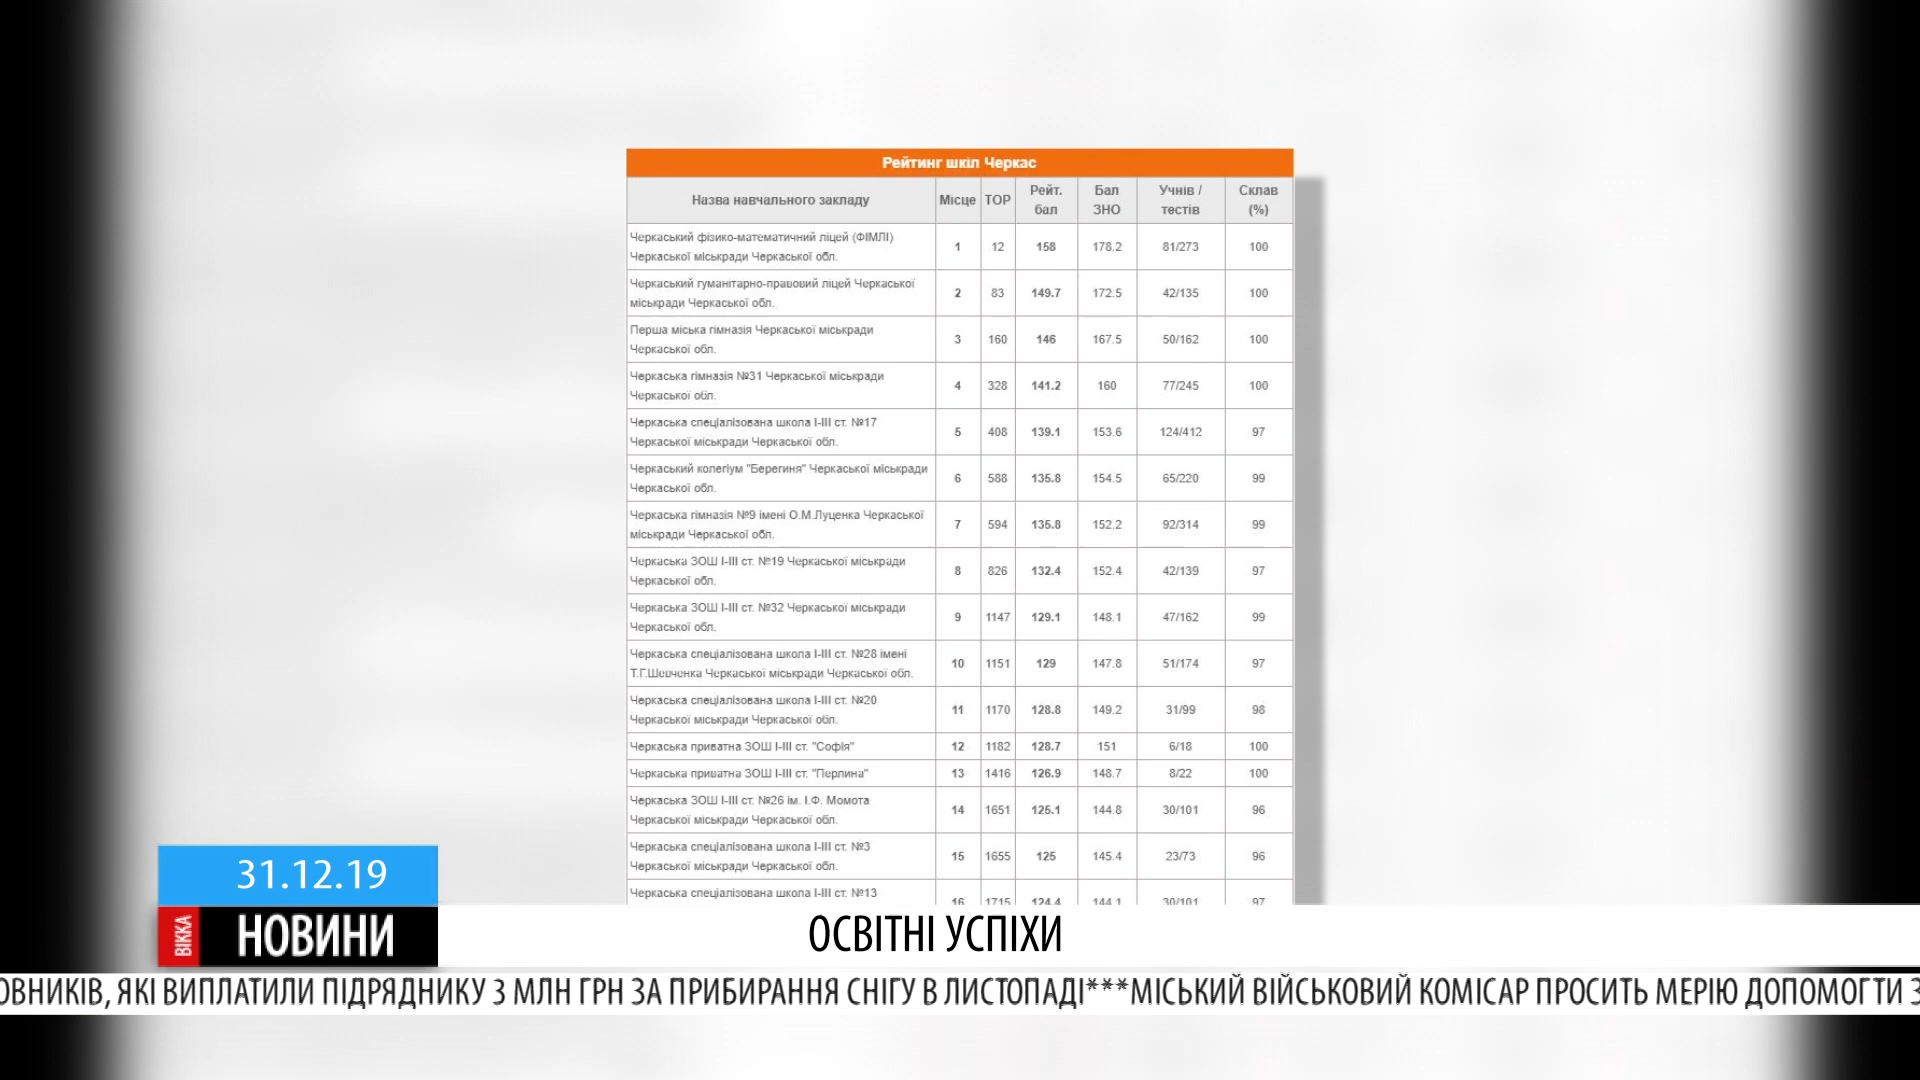 Рейтинг шкіл Черкас
Назва навчального закладу Місце TOP Рейт. бал Бал ЗНО Учнів / тестів Склав (%)
Черкаський фізико-математичний ліцей (ФІМЛІ)
Черкаської міськради Черкаської обл.
1 12 158 178.2 81/273 100
Черкаський гуманітарно-правовий ліцей Черкаської
міськради Черкаської обл.
2 83 149.7 172.5 42/135 100
Перша міська гімназія Черкаської міськради
Черкаської обл.
3 160 146 167.5 50/162 100
Черкаська гімназія №31 Черкаської міськради
Черкаської обл.
4 328 141.2 160 77/245 100
Черкаська спеціалізована школа І-ІІІ ст. №17
Черкаської міськради Черкаської обл.
5 408 139.1 153.6 124/412 97
Черкаський колегіум "Берегиня" Черкаської міськради
Черкаської обл.
6 588 135.8 154.5 65/220 99
Черкаська гімназія №9 імені О.М.Луценка Черкаської
міськради Черкаської обл.
7 594 135.8 152.2 92/314 99
Черкаська ЗОШ І-ІІІ ст. №19 Черкаської міськради
Черкаської обл.
8 826 132.4 152.4 42/139 97
Черкаська ЗОШ І-ІІІ ст. №32 Черкаської міськради
Черкаської обл.
9 1147 129.1 148.1 47/162 99
Черкаська спеціалізована школа І-ІІІ ст. №28 імені
Т.Г.Шевченка Черкаської міськради Черкаської обл.
10 1151 129 147.8 51/174 97
Черкаська спеціалізована школа І-ІІІ ст. №20
Черкаської міськради Черкаської обл.
11 1170 128.8 149.2 31/99 98
Черкаська приватна ЗОШ І-ІІІ ст. "Софія" 12 1182 128.7 151 6/18 100
Черкаська приватна ЗОШ І-ІІІ ст. "Перлина" 13 1416 126.9 148.7 8/22 100
Черкаська ЗОШ І-ІІІ ст. №26 ім. І.Ф. Момота
Черкаської міськради Черкаської обл.
14 1651 125.1 144.8 30/101 96
Черкаська спеціалізована школа І-ІІІ ст. №3
Черкаської міськради Черкаської обл.
15 1655 125 145.4 23/73 96
Черкаська спеціалізована школа І-ІІІ ст. №13
16 1715 124.4 144.1 30/101 97
31.12.19
ВІККА НОВИНИ
ОСВІТНІ УСПІХИ
ОВНИКІВ, ЯКІ ВИПЛАТИЛИ ПІДРЯДНИКУ 3 МЛН ГРН ЗА ПРИБИРАННЯ СНІГУ В ЛИСТОПАДІ***МІСЬКИЙ ВІЙСЬКОВИЙ КОМІСАР ПРОСИТЬ МЕРІЮ ДОПОМОГТИ З